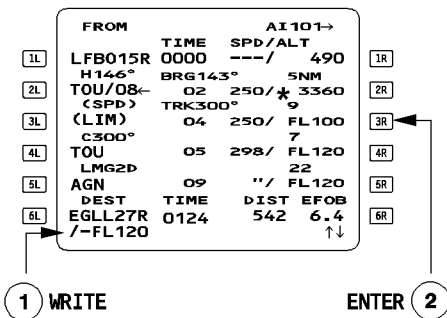 FROM AI101→
TIME SPD/ALT
1L LFB015R 0000 ---/ 490 1R
H146° BRG143° 5NM
2L TOU/08← 02 250/* 3360 2R
(SPD) TRK300° 9
3L (LIM) 04 250/ FL100 3R
C300° 7
4L TOU 05 298/ FL120 4R
LMG2D 22
5L AGN 09 "/ FL120 5R
DEST TIME DIST EFOB
6L EGLL27R 0124 542 6.4 6R
/-FL120 ↑↓
1 WRITE ENTER 2